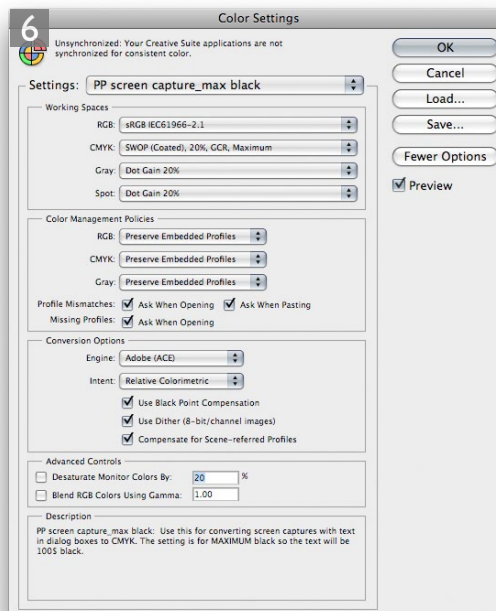 6
Color Settings
Unsynchronized: Your Creative Suite applications are not
synchronized for consistent color.
OK
Cancel
Load...
Save...
Fewer Options
Preview
Settings: PP screen capture_max black
Working Spaces
RGB: sRGB IEC61966-2.1
CMYK: SWOP (Coated), 20%, GCR, Maximum
Gray: Dot Gain 20%
Spot: Dot Gain 20%
Color Management Policies
RGB: Preserve Embedded Profiles
CMYK: Preserve Embedded Profiles
Gray: Preserve Embedded Profiles
Profile Mismatches: Ask When Opening Ask When Pasting
Missing Profiles: Ask When Opening
Conversion Options
Engine: Adobe (ACE)
Intent: Relative Colorimetric
Use Black Point Compensation
Use Dither (8-bit/channel images)
Compensate for Scene-referred Profiles
Advanced Controls
Desaturate Monitor Colors By: 20 %
Blend RGB Colors Using Gamma: 1.00
Description
PP screen capture_max black: Use this for converting screen captures with text
in dialog boxes to CMYK. The setting is for MAXIMUM black so the text will be
100$ black.